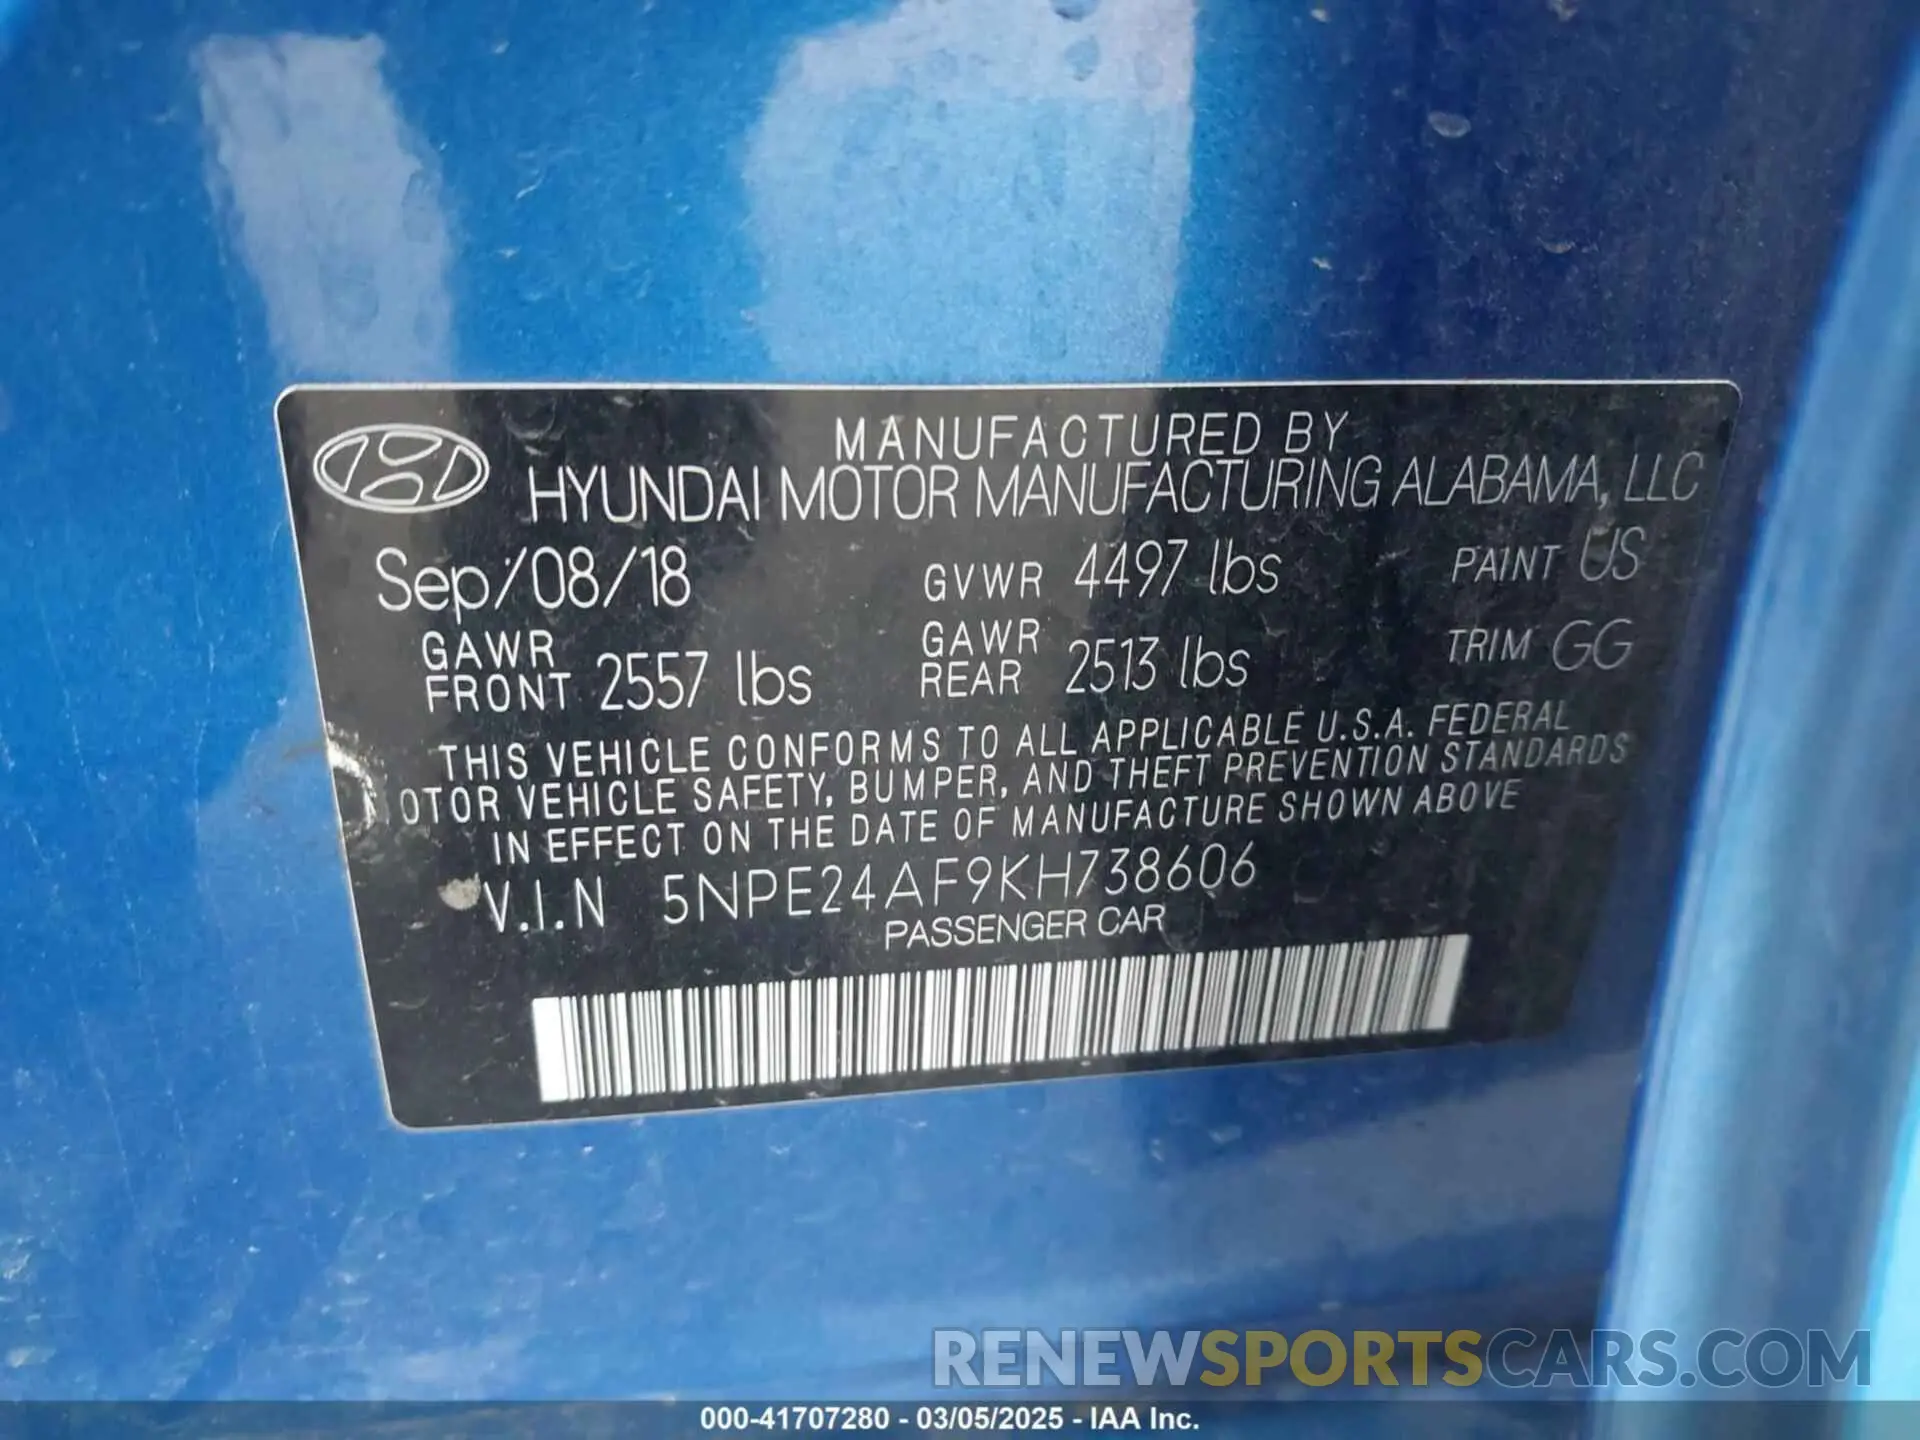 MANUFACTURED BY
HYUNDAI MOTOR MANUFACTURING ALABAMA, LLC
Sep/08/18 GVWR 4497 lbs PAINT US
GAWR FRONT 2557 lbs GAWR REAR 2513 lbs TRIM GG
THIS VEHICLE CONFORMS TO ALL APPLICABLE U.S.A. FEDERAL
OTOR VEHICLE SAFETY, BUMPER, AND THEFT PREVENTION STANDARDS
IN EFFECT ON THE DATE OF MANUFACTURE SHOWN ABOVE
V.I.N 5NPE24AF9KH738606
PASSENGER CAR
RENEWSPORTSCARS.COM
000-41707280 - 03/05/2025 - IAA Inc.